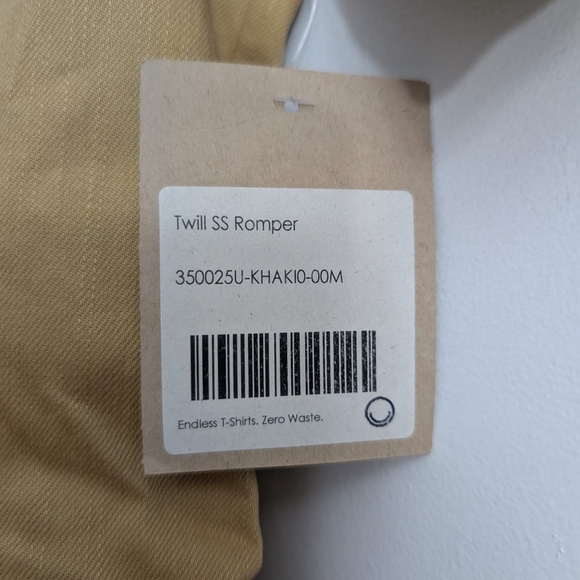 Twill SS Romper
350025U-KHAKI0-00M
Endless T-Shirts. Zero Waste.